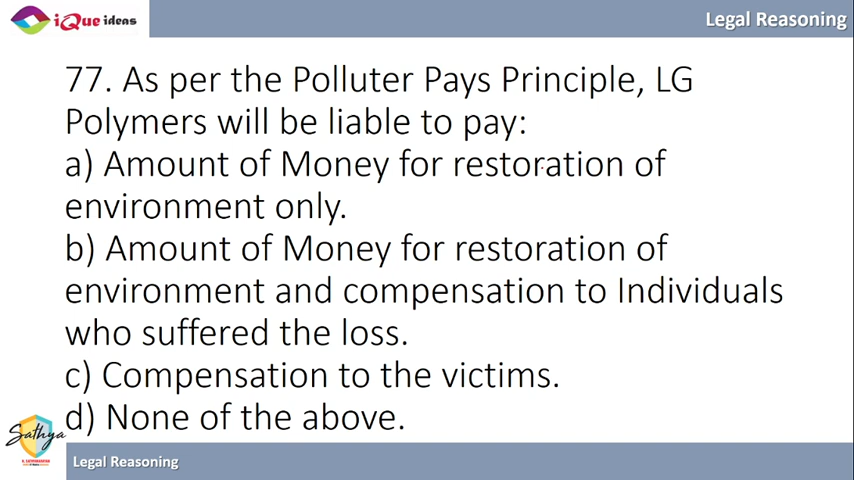 iQue ideas
Legal Reasoning
77. As per the Polluter Pays Principle, LG
Polymers will be liable to pay:
a) Amount of Money for restoration of
environment only.
b) Amount of Money for restoration of
environment and compensation to Individuals
who suffered the loss.
c) Compensation to the victims.
d) None of the above.
Sathya
Legal Reasoning